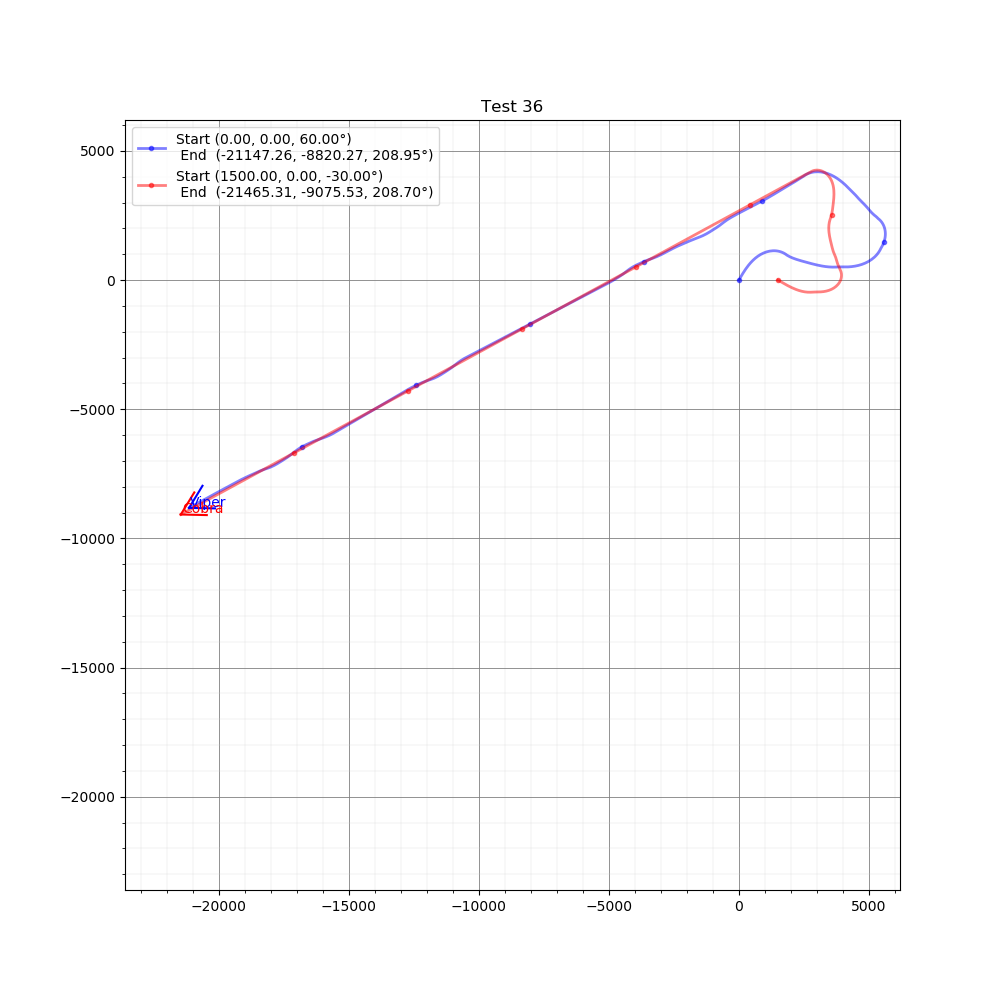 Test 36
Start (0.00, 0.00, 60.00°)
End (-21147.26, -8820.27, 208.95°)
Start (1500.00, 0.00, -30.00°)
End (-21465.31, -9075.53, 208.70°)
5000
0
−5000
−10000
−15000
−20000
Viper
Cobra
−20000
−15000
−10000
−5000
0
5000